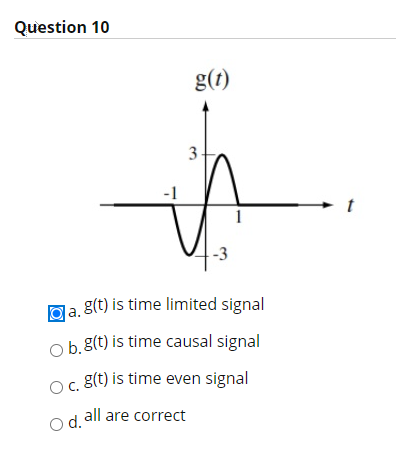 Question 10
g(t)
3
-1
t
1
-3
a. g(t) is time limited signal
b. g(t) is time causal signal
c. g(t) is time even signal
d. all are correct